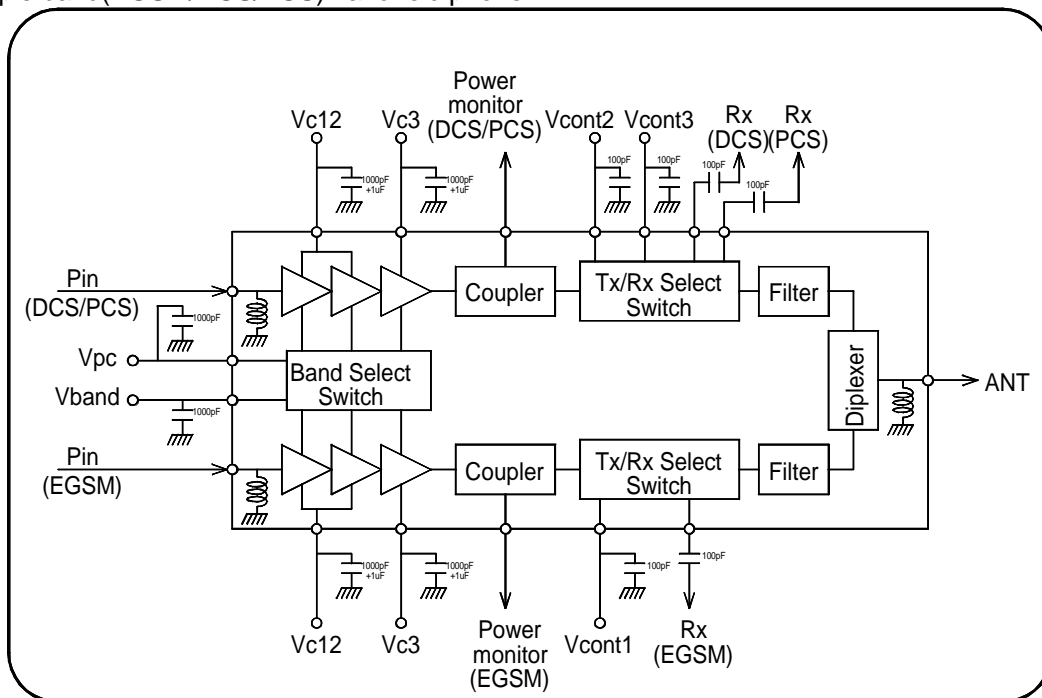 Power
monitor
(DCS/PCS)
Vc12
Vc3
Vcont2
Vcont3
Rx
(DCS)
Rx
(PCS)
1000pF
+1uF
1000pF
+1uF
100pF
100pF
100pF
100pF
Pin
(DCS/PCS)
Coupler
Tx/Rx Select
Switch
Filter
1000pF
Vpc
Band Select
Switch
Vband
1000pF
Diplexer
ANT
Pin
(EGSM)
Coupler
Tx/Rx Select
Switch
Filter
1000pF
+1uF
1000pF
+1uF
100pF
100pF
Vc12
Vc3
Power
monitor
(EGSM)
Vcont1
Rx
(EGSM)